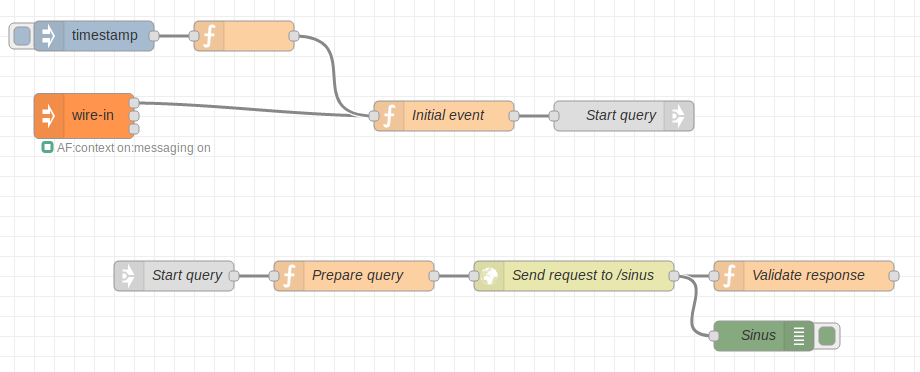 timestamp
wire-in
Initial event
Start query
AF:context on:messaging on
Start query
Prepare query
Send request to /sinus
Validate response
Sinus